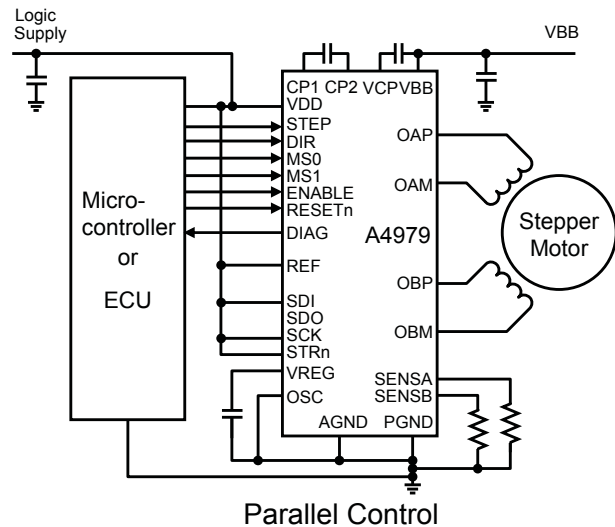 Logic
Supply
VBB
CP1 CP2 VCP VBB
VDD
STEP
DIR
MS0
MS1
ENABLE
RESETn
DIAG
REF
SDI
SDO
SCK
STRn
VREG
OSC
AGND PGND
Micro-
controller
or
ECU
A4979
OAP
OAM
OBP
OBM
SENSA
SENSB
Stepper
Motor
Parallel Control